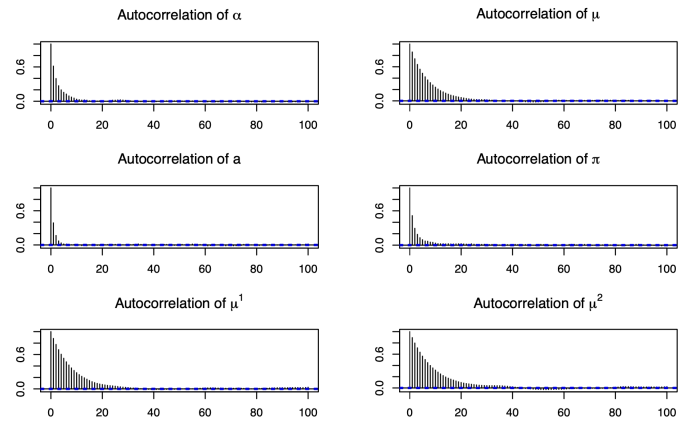 Autocorrelation of α
0.0 0.6
0 20 40 60 80 100
Autocorrelation of μ
0.0 0.6
0 20 40 60 80 100
Autocorrelation of a
0.0 0.6
0 20 40 60 80 100
Autocorrelation of π
0.0 0.6
0 20 40 60 80 100
Autocorrelation of μ¹
0.0 0.6
0 20 40 60 80 100
Autocorrelation of μ²
0.0 0.6
0 20 40 60 80 100